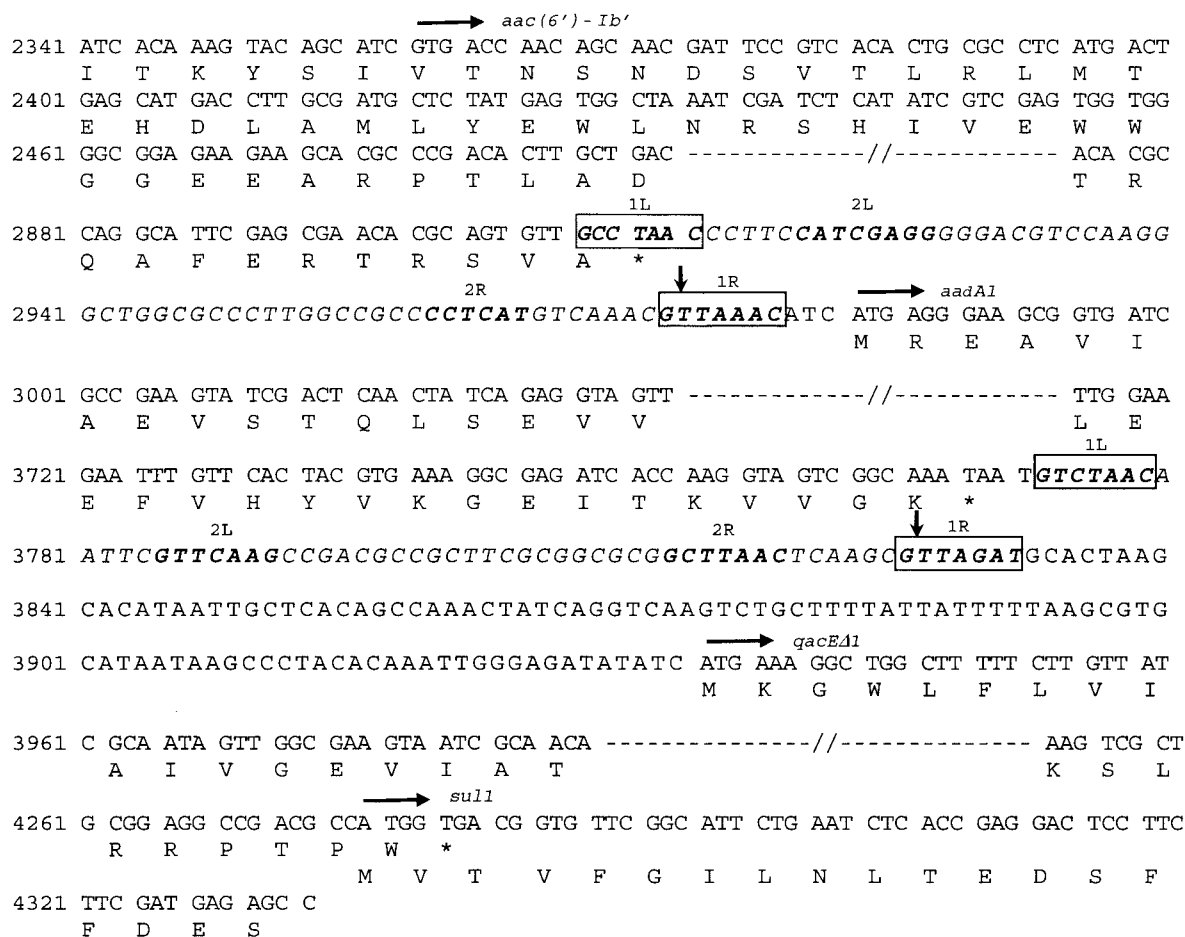 aac(6')-Ib'
2341 ATC ACA AAG TAC AGC ATC GTG ACC AAC AGC AAC GAT TCC GTC ACA CTG CGC CTC ATG ACT
I T K Y S I V T N S N D S V T L R L M T
2401 GAG CAT GAC CTT GCG ATG CTC TAT GAG TGG CTA AAT CGA TCT CAT ATC GTC GAG TGG TGG
E H D L A M L Y E W L N R S H I V E W W
2461 GGC GGA GAA GAA GCA CGC CCG ACA CTT GCT GAC -------------//------------ ACA CGC
G G E E A R P T L A D T R
1L 2L
2881 CAG GCA TTC GAG CGA ACA CGC AGT GTT GCC TAA CCCTTCCATCGAGGGGGACGTCCAAGG
Q A F E R T R S V A *
2R 1R aadA1
2941 GCTGGCGCCCTTGGCCGCCCCTCATGTCAAACGTTAAACATC ATG AGG GAA GCG GTG ATC
M R E A V I
3001 GCC GAA GTA TCG ACT CAA CTA TCA GAG GTA GTT -------------//------------ TTG GAA
A E V S T Q L S E V V L E
1L
3721 GAA TTT GTT CAC TAC GTG AAA GGC GAG ATC ACC AAG GTA GTC GGC AAA TAA TGTCTAACA
E F V H Y V K G E I T K V V G K *
2L 2R 1R
3781 ATTCGTTCAAGCCGACGCCGCTTCGCGGCGCGGCTTAACTCAAGCGTTAGATGCACTAAG
3841 CACATAATTGCTCACAGCCAAACTATCAGGTCAAGTCTGCTTTTATTATTTTTAAGCGTG
qacEΔ1
3901 CATAATAAGCCCTACACAAATTGGGAGATATATC ATG AAA GGC TGG CTT TTT CTT GTT AT
M K G W L F L V I
3961 C GCA ATA GTT GGC GAA GTA ATC GCA ACA ---------------//-------------- AAG TCG CT
A I V G E V I A T K S L
sul1
4261 G CGG AGG CCG ACG CCA TGG TGA CG GTG TTC GGC ATT CTG AAT CTC ACC GAG GAC TCC TTC
R R P T P W *
M V T V F G I L N L T E D S F
4321 TTC GAT GAG AGC C
F D E S